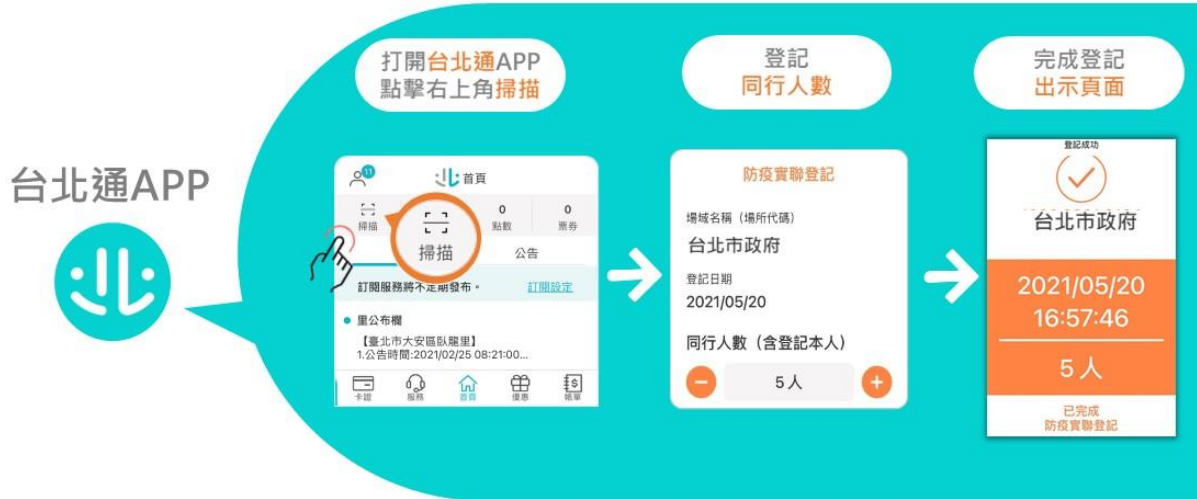 台北通APP
打開台北通APP
點擊右上角掃描
11
首頁
掃描
掃描
0
點數
0
票券
公告
訂閱服務將不定期發布。
訂閱設定
里公布欄
【臺北市大安區臥龍里】
1.公告時間:2021/02/25 08:21:00...
卡證
服務
首頁
優惠
帳單
登記
同行人數
防疫實聯登記
場域名稱（場所代碼）
台北市政府
登記日期
2021/05/20
同行人數（含登記本人）
5人
完成登記
出示頁面
登記成功
台北市政府
2021/05/20
16:57:46
5人
已完成
防疫實聯登記